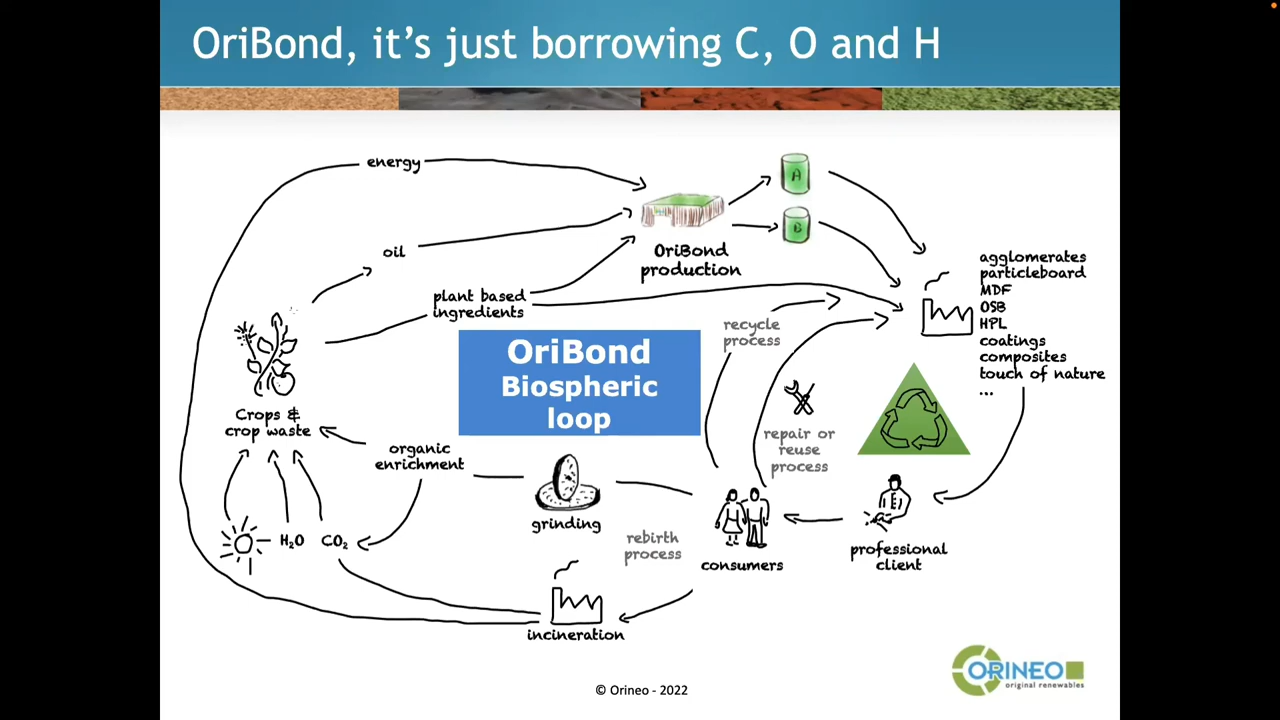 OriBond, it's just borrowing C, O and H
energy
A
oil
B
OriBond
production
agglomerates
particleboard
MDF
OSB
HPL
coatings
composites
touch of nature
...
plant based
ingredients
recycle
process
OriBond
Biospheric
loop
Crops &
crop waste
repair or
reuse
process
organic
enrichment
grinding
H₂O
CO₂
rebirth
process
consumers
professional
client
incineration
ORINEO
original renewables
© Orineo - 2022